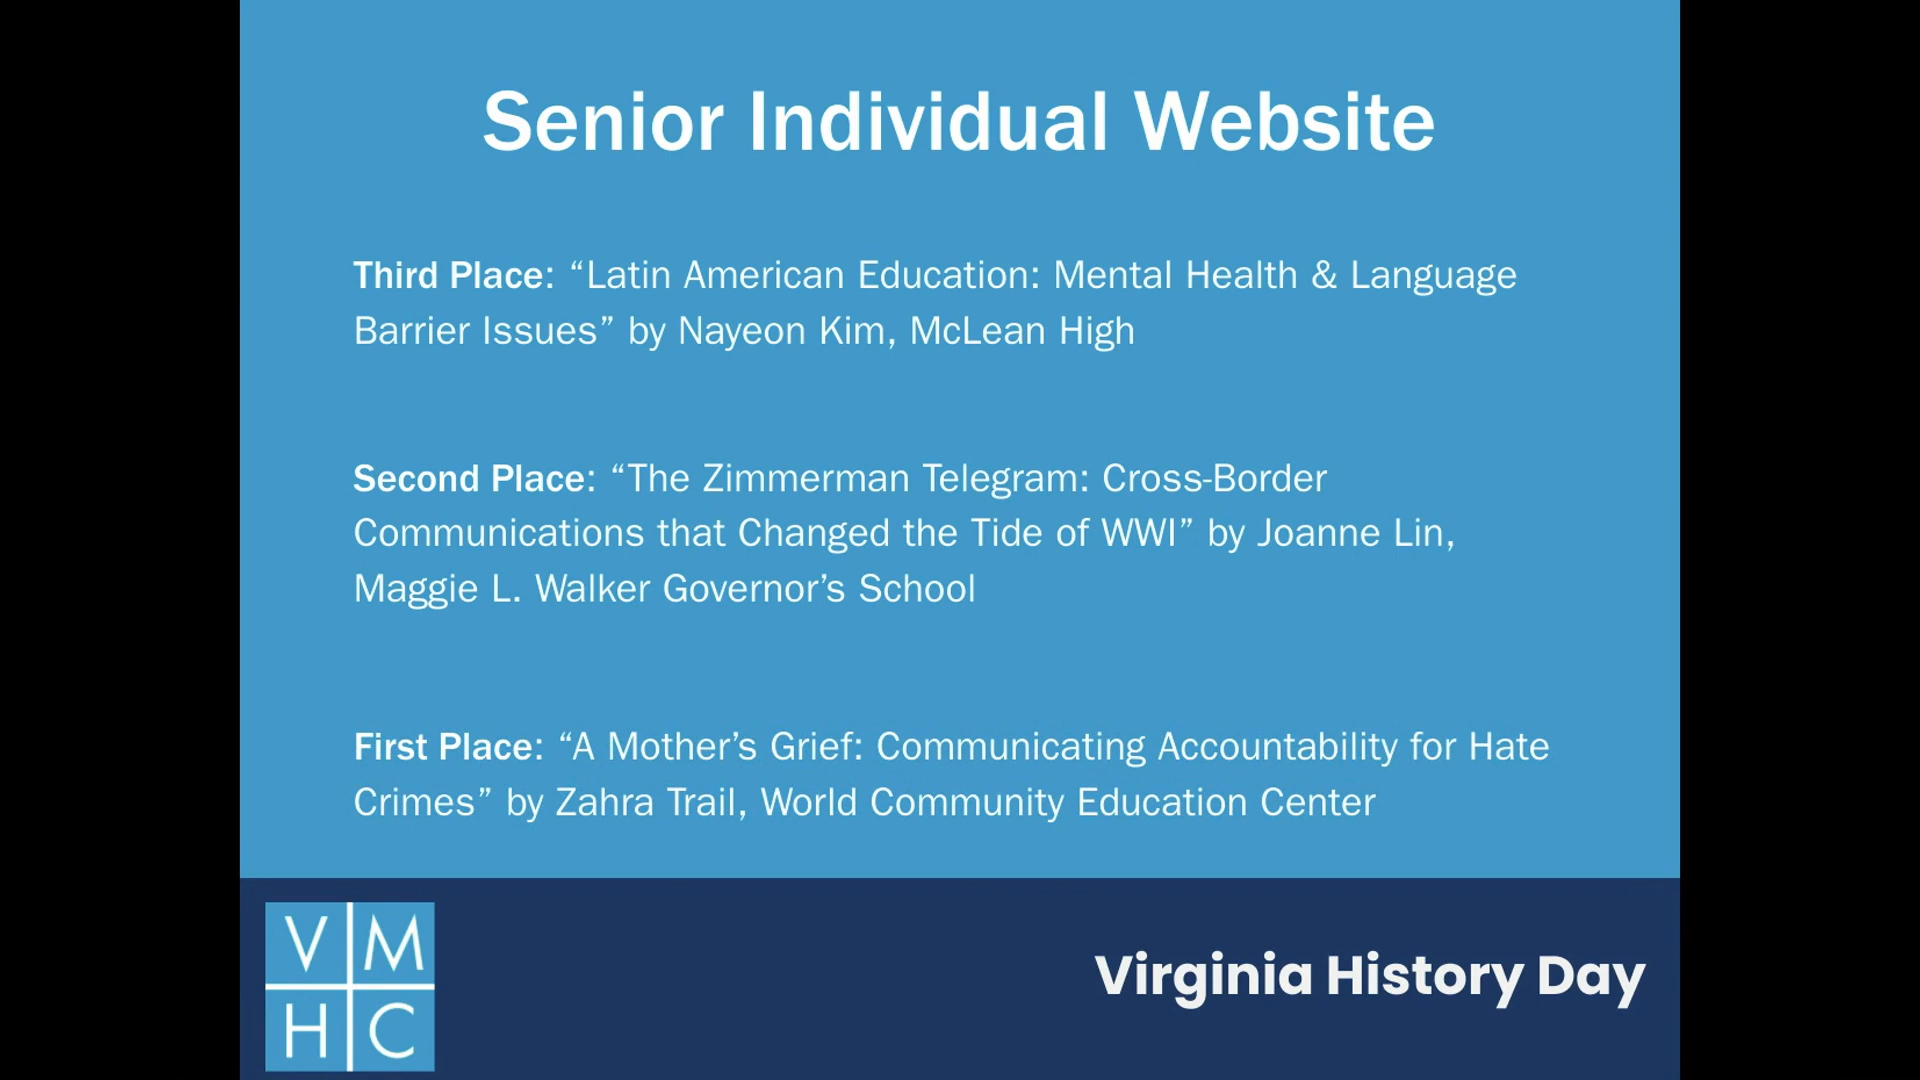 Senior Individual Website
Third Place: “Latin American Education: Mental Health & Language
Barrier Issues” by Nayeon Kim, McLean High
Second Place: “The Zimmerman Telegram: Cross-Border
Communications that Changed the Tide of WWI” by Joanne Lin,
Maggie L. Walker Governor’s School
First Place: “A Mother’s Grief: Communicating Accountability for Hate
Crimes” by Zahra Trail, World Community Education Center
V M
H C
Virginia History Day